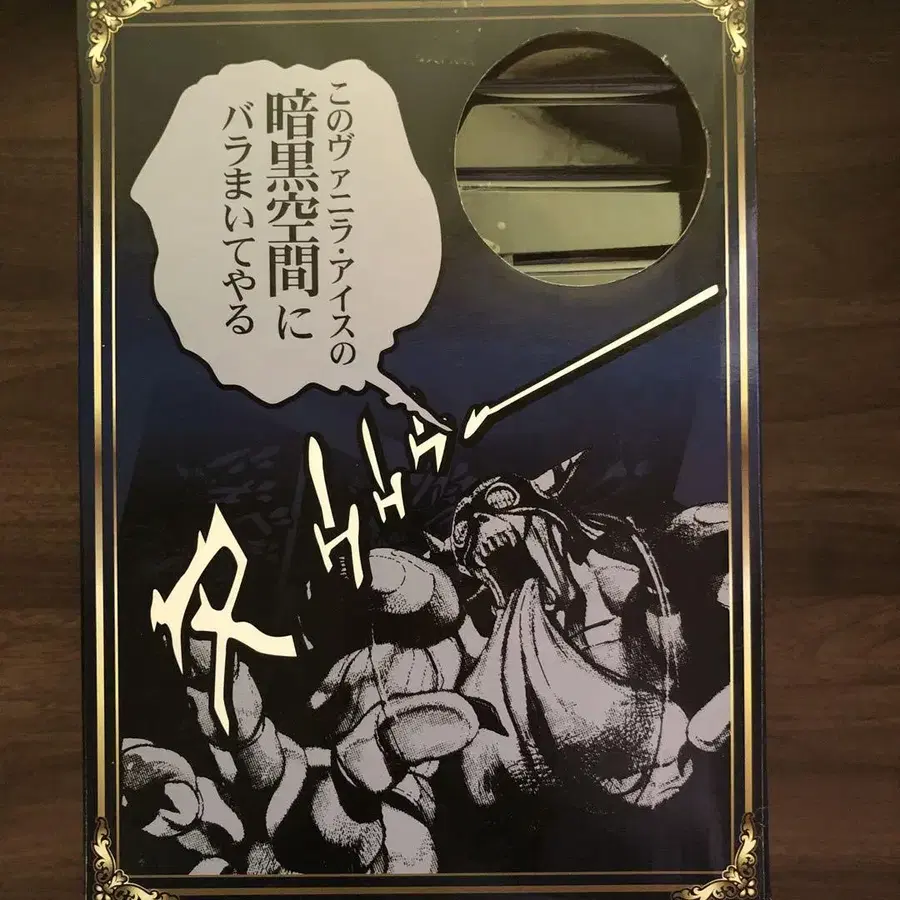 このヴァニラ・アイスの
暗黒空間に
バラまいてやる